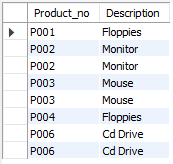 Product_no Description
P001 Floppies
P002 Monitor
P002 Monitor
P003 Mouse
P003 Mouse
P004 Floppies
P006 Cd Drive
P006 Cd Drive